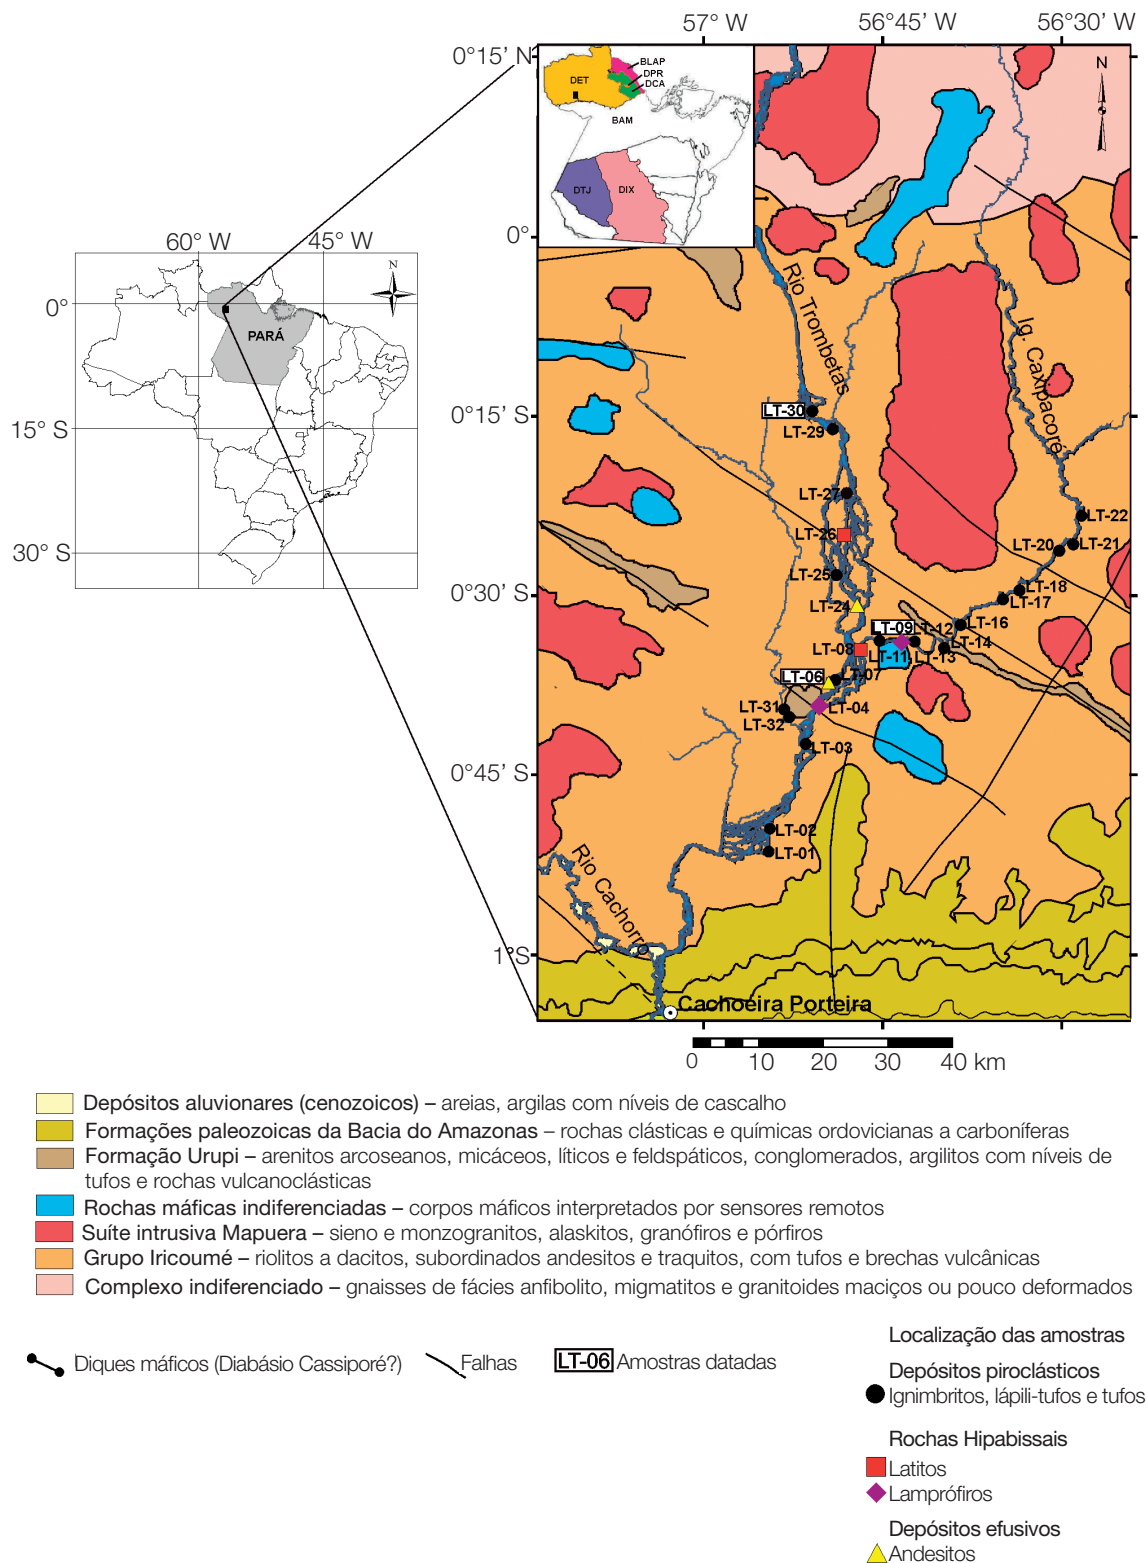 57° W
56°45’ W
56°30’ W
0°15’ N
BLAP
DPR
DCA
DET
BAM
DTJ
DIX
N
60° W
45° W
N
0°
PARÁ
15° S
30° S
0°
Rio Trombetas
Ig. Caxipacoré
0°15’ S
LT-30
LT-29
LT-27
LT-22
LT-26
LT-20
LT-21
LT-25
LT-18
0°30’ S
LT-17
LT-24
LT-16
LT-09
LT-12
LT-14
LT-08
LT-11
LT-13
LT-06
LT-07
LT-31
LT-04
LT-32
LT-03
0°45’ S
LT-02
LT-01
Rio Cachorro
1°S
Cachoeira Porteira
0 10 20 30 40 km
Depósitos aluvionares (cenozoicos) – areias, argilas com níveis de cascalho
Formações paleozoicas da Bacia do Amazonas – rochas clásticas e químicas ordovicianas a carboníferas
Formação Urupi – arenitos arcoseanos, micáceos, líticos e feldspáticos, conglomerados, argilitos com níveis de
tufos e rochas vulcanoclásticas
Rochas máficas indiferenciadas – corpos máficos interpretados por sensores remotos
Suíte intrusiva Mapuera – sieno e monzogranitos, alaskitos, granófiros e pórfiros
Grupo Iricoumé – riolitos a dacitos, subordinados andesitos e traquitos, com tufos e brechas vulcânicas
Complexo indiferenciado – gnaisses de fácies anfibolito, migmatitos e granitoides maciços ou pouco deformados
Diques máficos (Diabásio Cassiporé?)
Falhas
LT-06 Amostras datadas
Localização das amostras
Depósitos piroclásticos
Ignimbritos, lápili-tufos e tufos
Rochas Hipabissais
Latitos
Lamprófiros
Depósitos efusivos
Andesitos